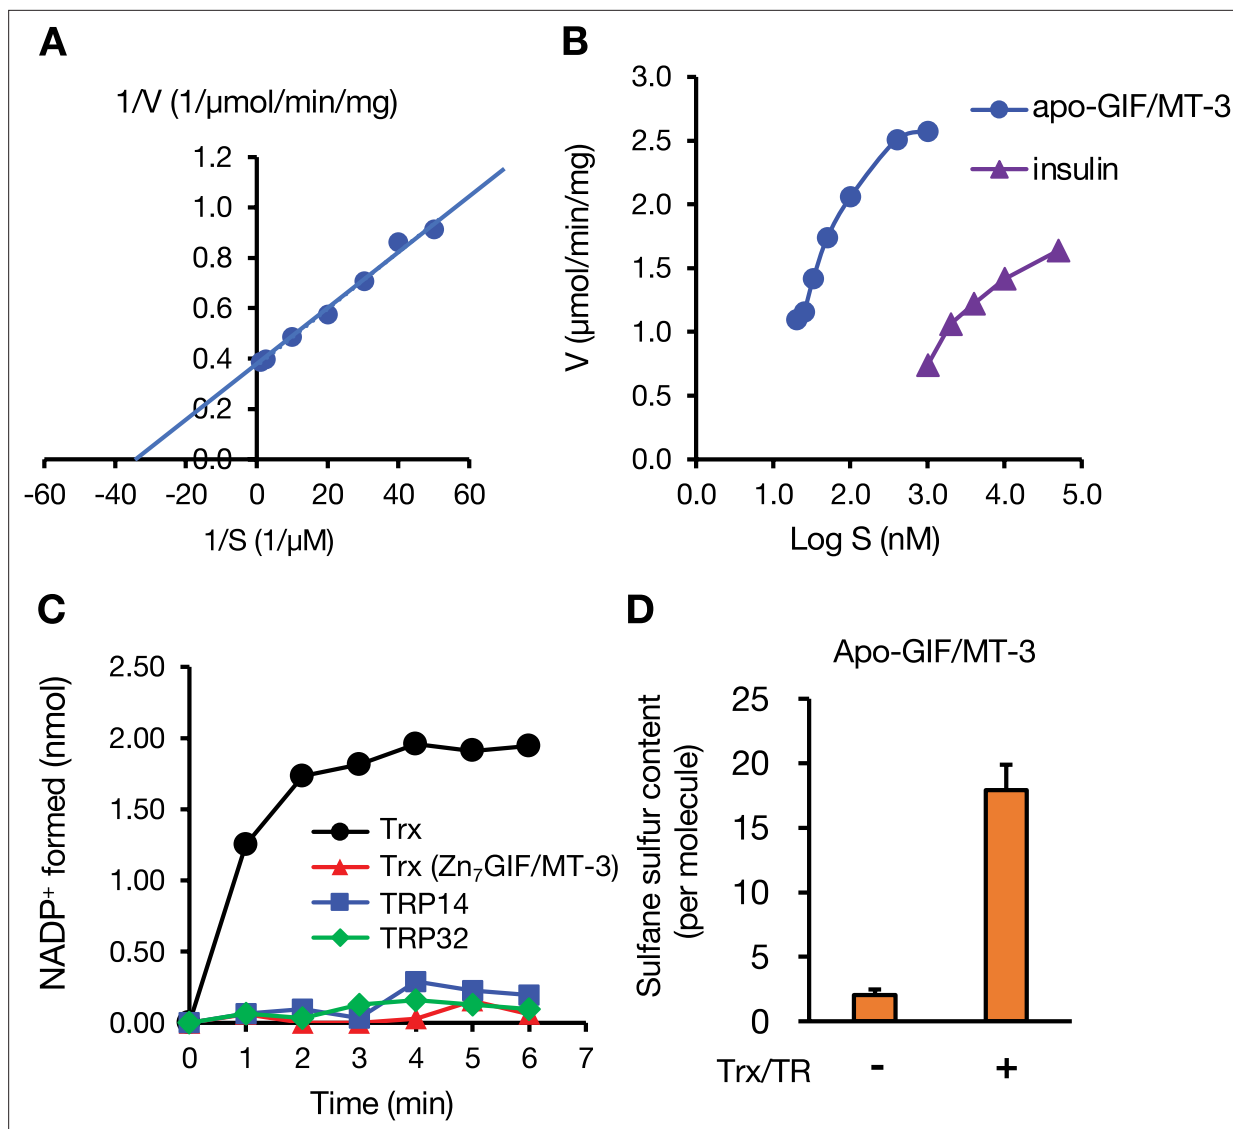 A
1/V (1/µmol/min/mg)
1.2
1.0
0.8
0.6
0.4
0.2
0.0
-60 -40 -20 0 20 40 60
1/S (1/µM)
B
3.0
2.5
2.0
1.5
1.0
0.5
0.0
V (µmol/min/mg)
apo-GIF/MT-3
insulin
0.0 1.0 2.0 3.0 4.0 5.0
Log S (nM)
C
2.50
2.00
1.50
1.00
0.50
0.00
NADP⁺ formed (nmol)
Trx
Trx (Zn₇GIF/MT-3)
TRP14
TRP32
0 1 2 3 4 5 6 7
Time (min)
D
Apo-GIF/MT-3
Sulfane sulfur content
(per molecule)
25
20
15
10
5
0
Trx/TR - +